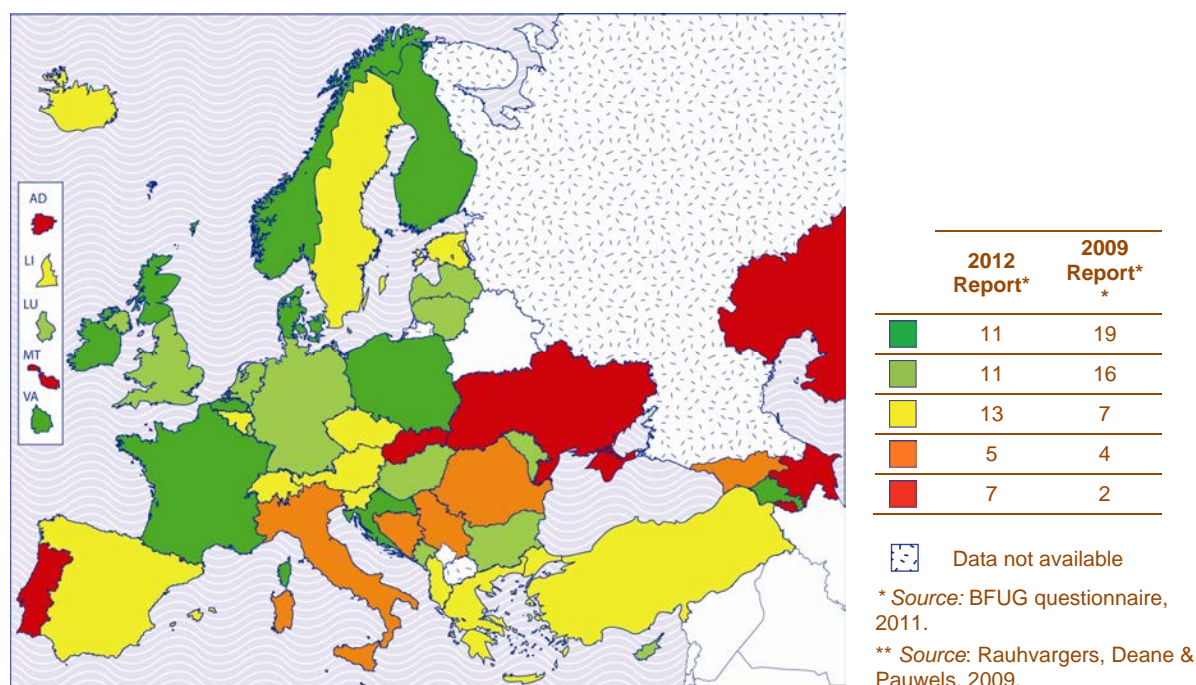 AD
LI
LU
MT
VA
2012 2009
Report* Report*
*
11 19
11 16
13 7
5 4
7 2
Data not available
* Source: BFUG questionnaire,
2011.
** Source: Rauhvargers, Deane &
Pauwels, 2009.